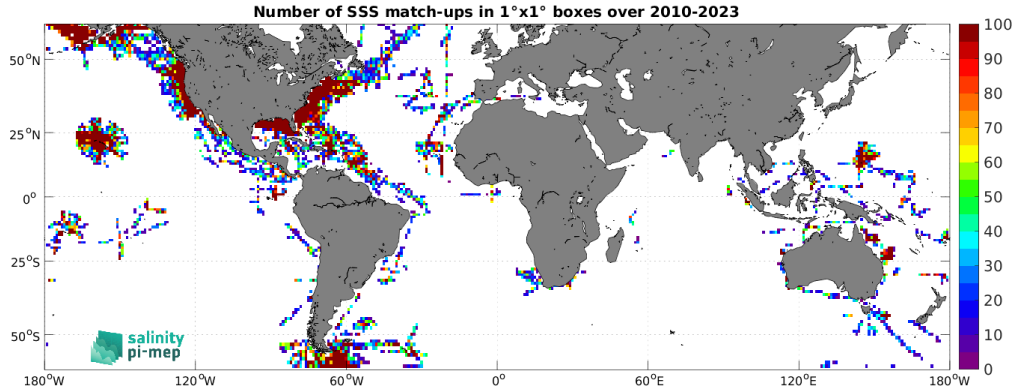 Number of SSS match-ups in 1°x1° boxes over 2010-2023
100
90
80
70
60
50
40
30
20
10
0
50°N
25°N
0°
25°S
50°S
salinity
pi-mep
180°W 120°W 60°W 0° 60°E 120°E 180°W